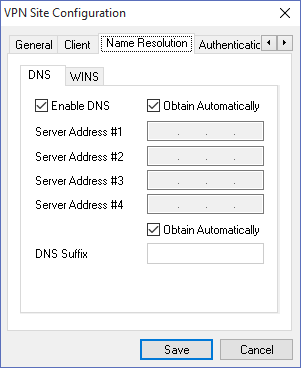 VPN Site Configuration
General Client Name Resolution
DNS WINS
Enable DNS Obtain Automatically
Server Address #1
Server Address #2
Server Address #3
Server Address #4
Obtain Automatically
DNS Suffix
Save Cancel